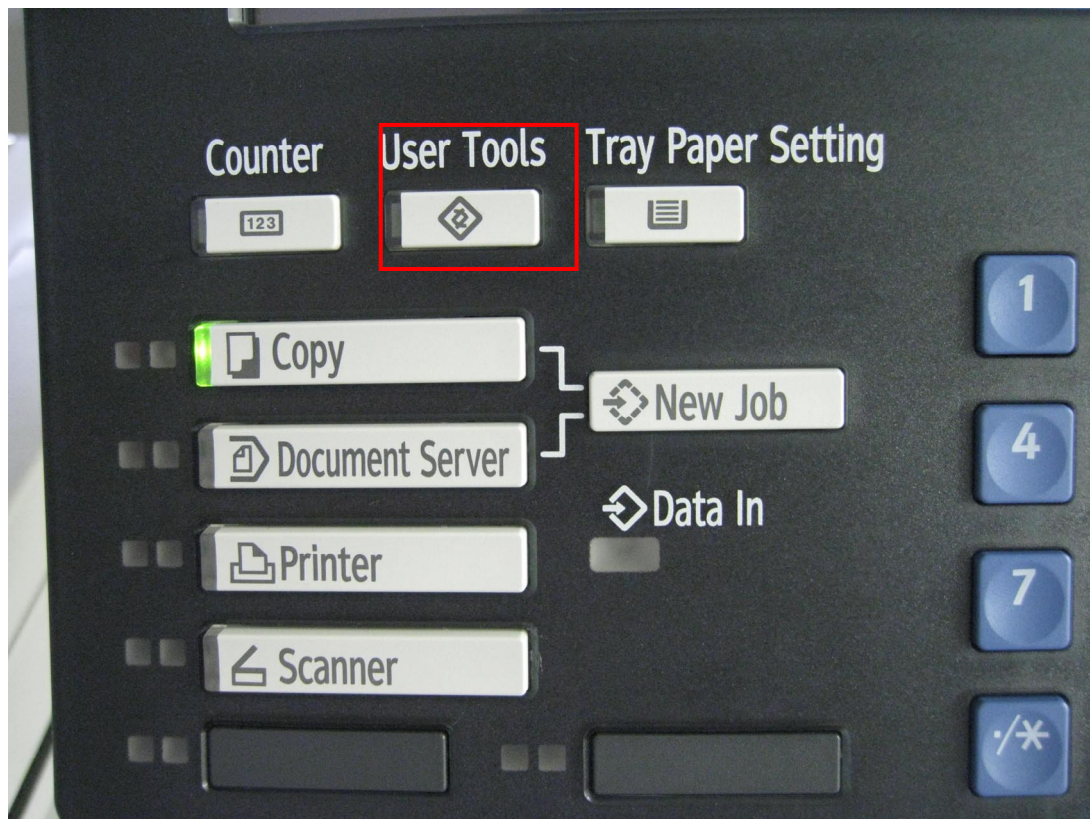 Counter
User Tools
Tray Paper Setting
123
2
Copy
New Job
Document Server
Data In
Printer
Scanner
1
4
7
./*